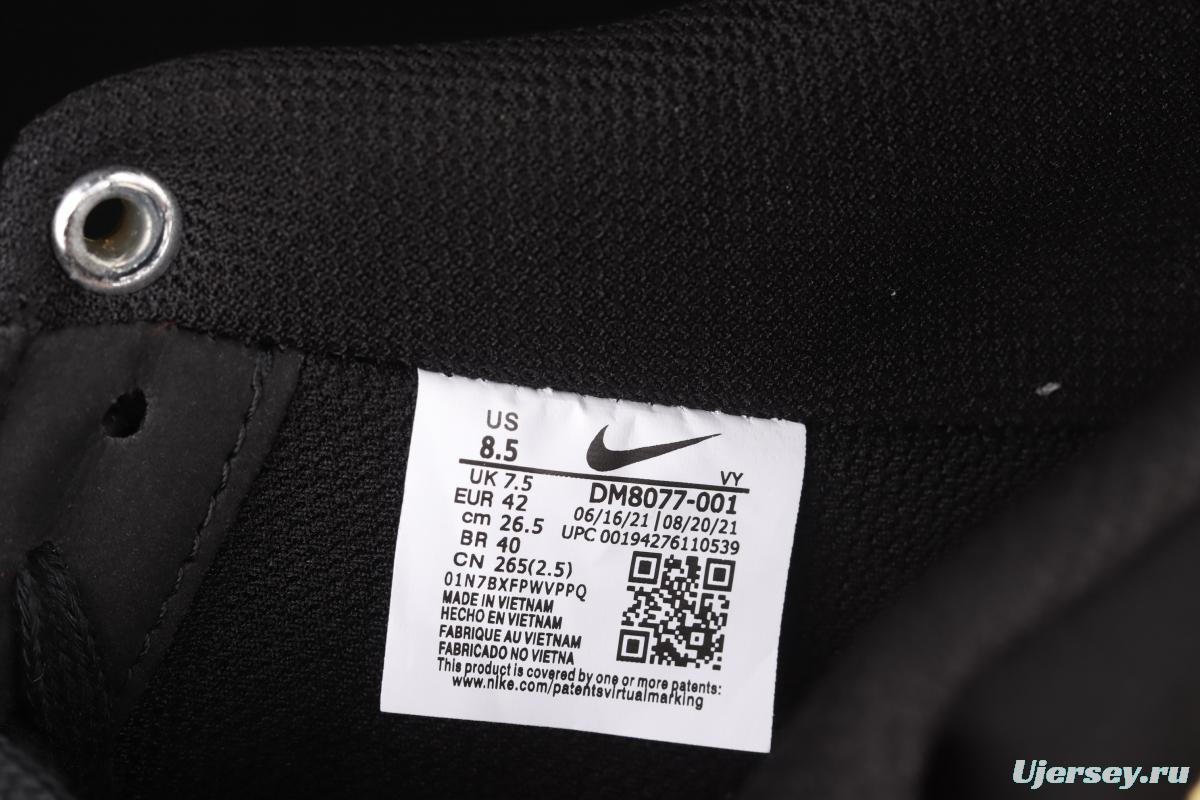 US
8.5
VY
UK 7.5
EUR 42
cm 26.5
BR 40
CN 265(2.5)
DM8077-001
06/16/21|08/20/21
UPC 00194276110539
01N7BXFPWVPPQ
MADE IN VIETNAM
HECHO EN VIETNAM
FABRIQUE AU VIETNAM
FABRICADO NO VIETNA
This product is covered by one or more patents:
www.nike.com/patentsvirtualmarking
Ujersey.ru